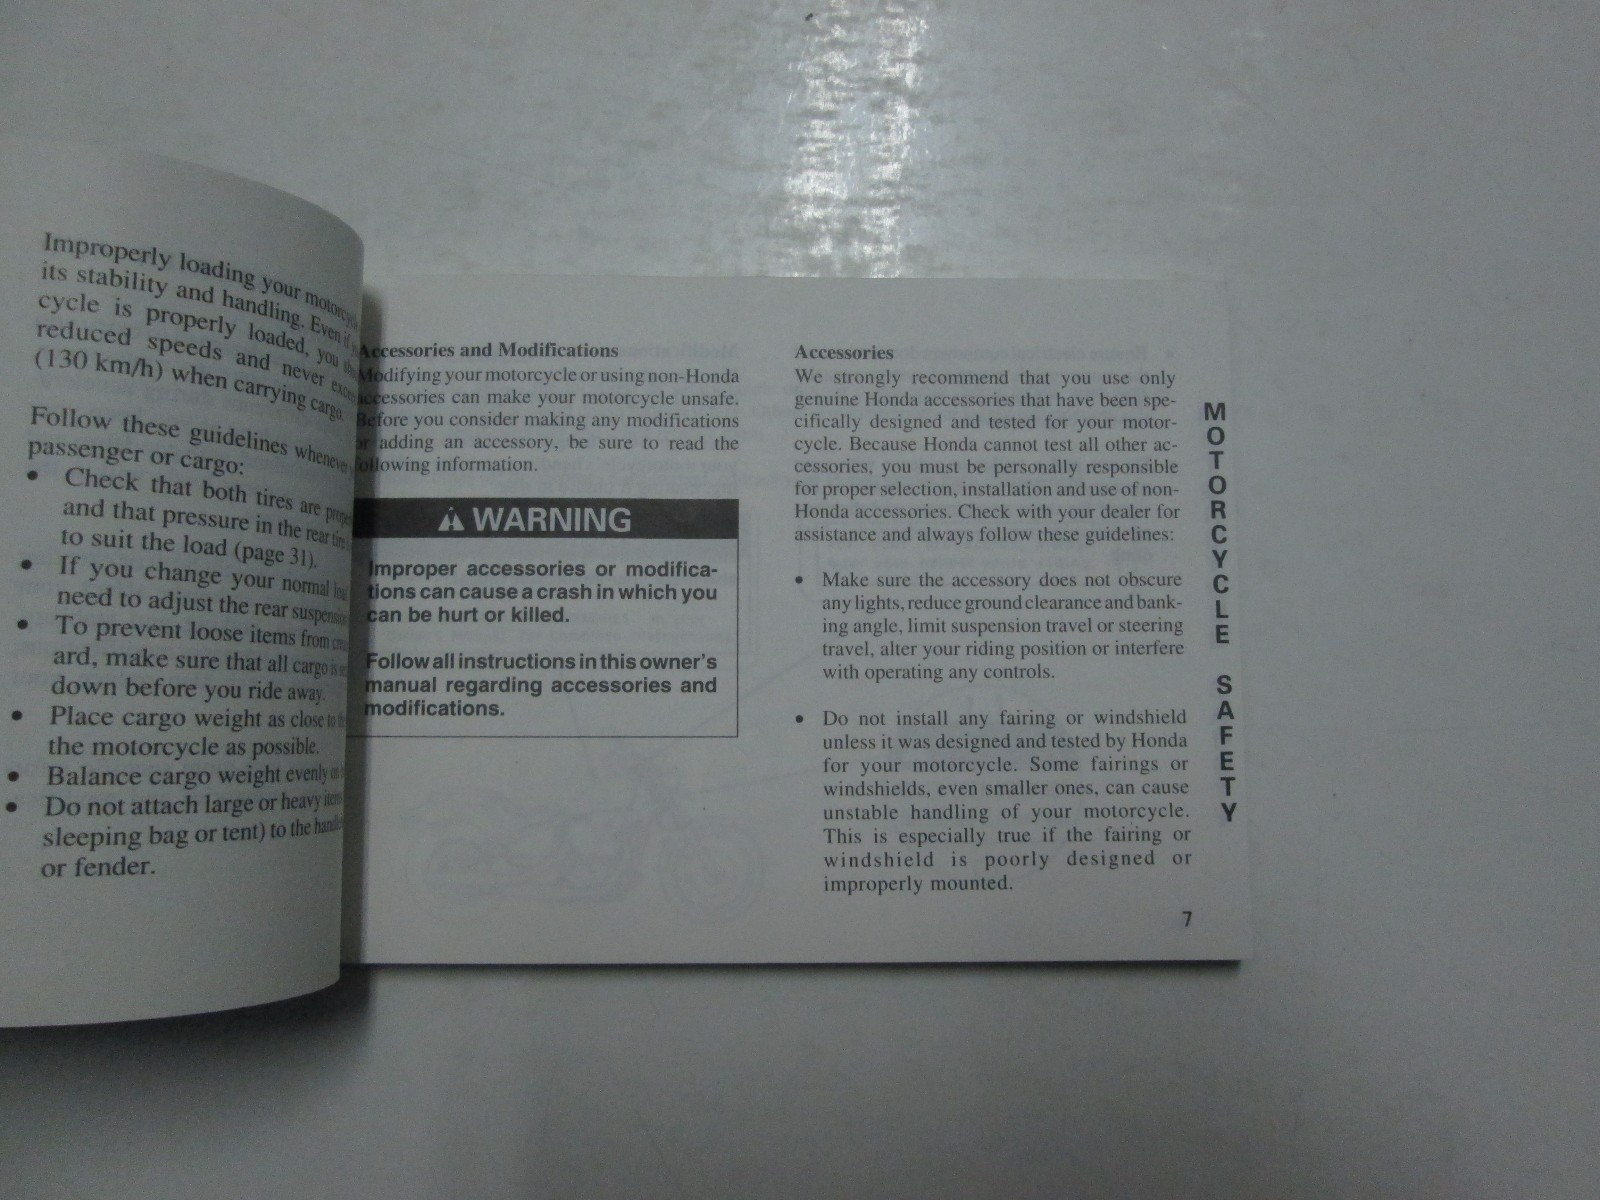 Improperly loading your
its stability and handling. Even
cycle is properly loaded, you
reduced speeds and never
(130 km/h) when carrying cargo.
Follow these guidelines whenever
passenger or cargo:
• Check that both tires are
and that pressure in the rear tire
to suit the load (page 31).
• If you change your normal
need to adjust the rear
• To prevent loose items from
ard, make sure that all cargo is
down before you ride away.
• Place cargo weight as close to
the motorcycle as possible.
• Balance cargo weight evenly
• Do not attach large or heavy
sleeping bag or tent) to the
or fender.
Accessories and Modifications
Modifying your motorcycle or using non-Honda
accessories can make your motorcycle unsafe.
Before you consider making any modifications
or adding an accessory, be sure to read the
following information.
⚠ WARNING
Improper accessories or modifica-
tions can cause a crash in which you
can be hurt or killed.
Follow all instructions in this owner's
manual regarding accessories and
modifications.
Accessories
We strongly recommend that you use only
genuine Honda accessories that have been spe-
cifically designed and tested for your motor-
cycle. Because Honda cannot test all other ac-
cessories, you must be personally responsible
for proper selection, installation and use of non-
Honda accessories. Check with your dealer for
assistance and always follow these guidelines:
• Make sure the accessory does not obscure
any lights, reduce ground clearance and bank-
ing angle, limit suspension travel or steering
travel, alter your riding position or interfere
with operating any controls.
• Do not install any fairing or windshield
unless it was designed and tested by Honda
for your motorcycle. Some fairings or
windshields, even smaller ones, can cause
unstable handling of your motorcycle.
This is especially true if the fairing or
windshield is poorly designed or
improperly mounted.
7
MOTORCYCLE SAFETY